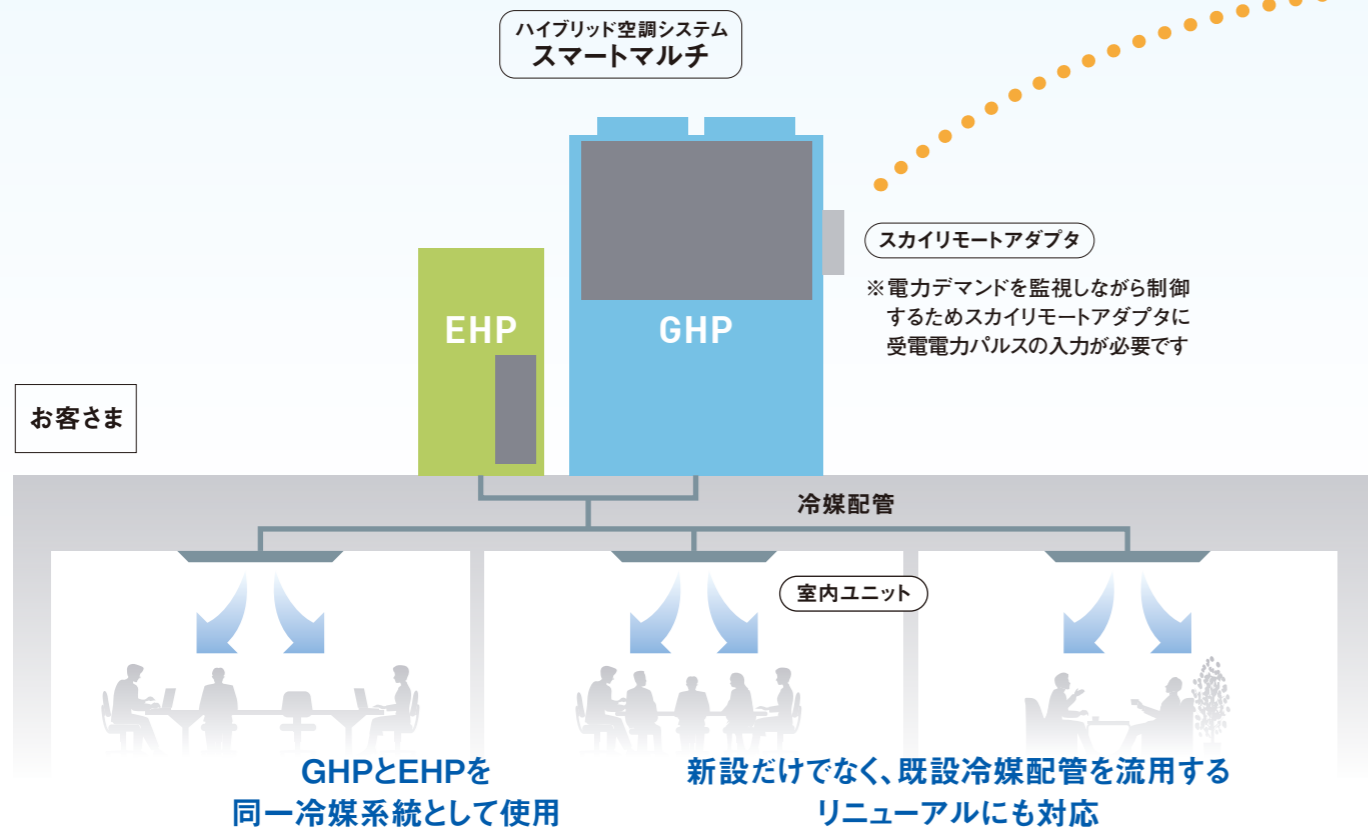 ハイブリッド空調システム
スマートマルチ
スカイリモートアダプタ
※電力デマンドを監視しながら制御
するためスカイリモートアダプタに
受電電力パルスの入力が必要です
EHP
GHP
お客さま
冷媒配管
室内ユニット
GHPとEHPを
同一冷媒系統として使用
新設だけでなく、既設冷媒配管を流用する
リニューアルにも対応